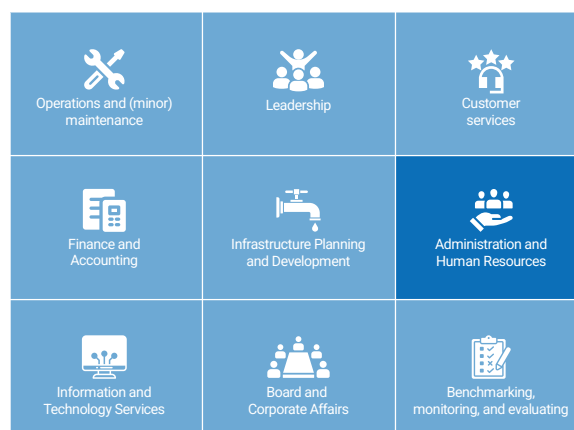 Operations and (minor)
maintenance
Leadership
Customer
services
Finance and
Accounting
Infrastructure Planning
and Development
Administration and
Human Resources
Information and
Technology Services
Board and
Corporate Affairs
Benchmarking,
monitoring, and evaluating